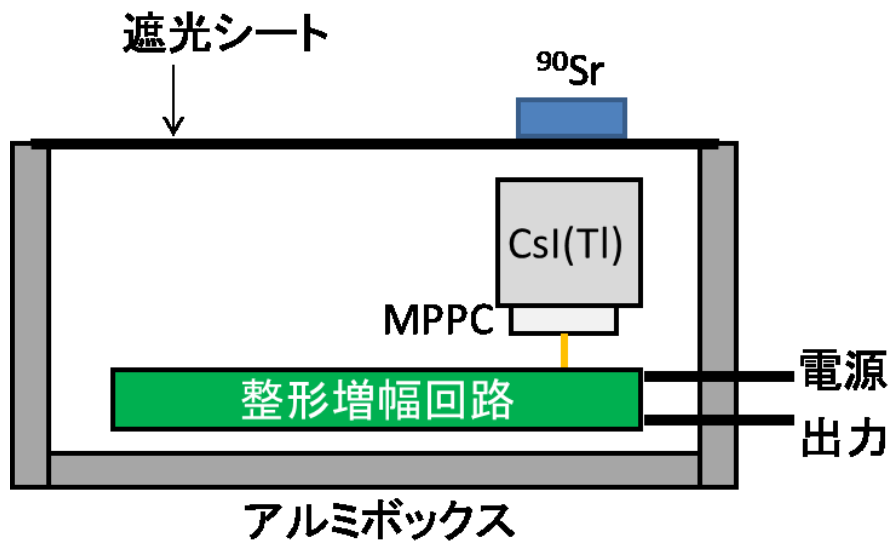 遮光シート
⁹⁰Sr
CsI(Tl)
MPPC
整形増幅回路
電源
出力
アルミボックス